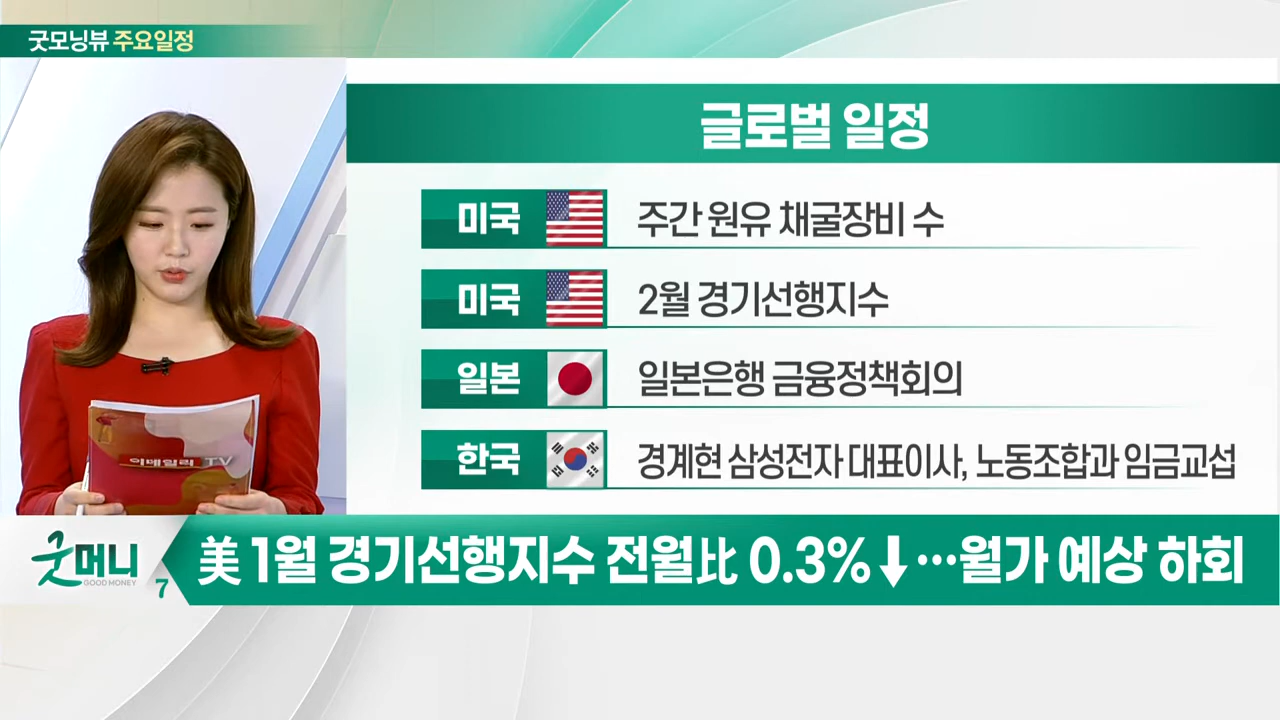 굿모닝뷰 주요일정
글로벌 일정
미국 주간 원유 채굴장비 수
미국 2월 경기선행지수
일본 일본은행 금융정책회의
한국 경계현 삼성전자 대표이사, 노동조합과 임금교섭
이데일리 TV
굿머니
GOOD MONEY
7
美 1월 경기선행지수 전월比 0.3%↓…월가 예상 하회